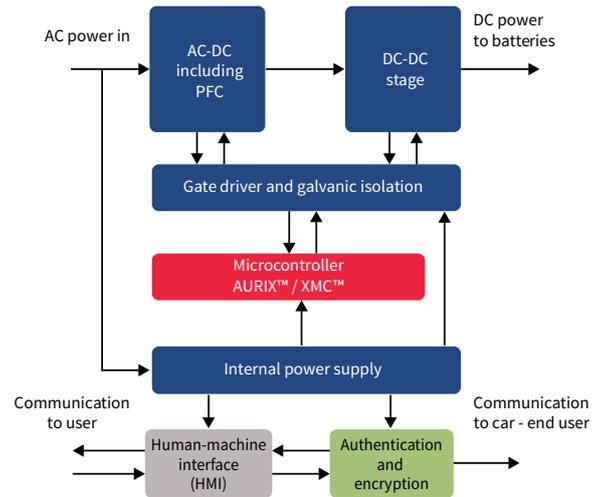 AC power in
AC-DC
including
PFC
DC-DC
stage
DC power
to batteries
Gate driver and galvanic isolation
Microcontroller
AURIX™ / XMC™
Internal power supply
Communication
to user
Human-machine
interface
(HMI)
Authentication
and
encryption
Communication
to car - end user